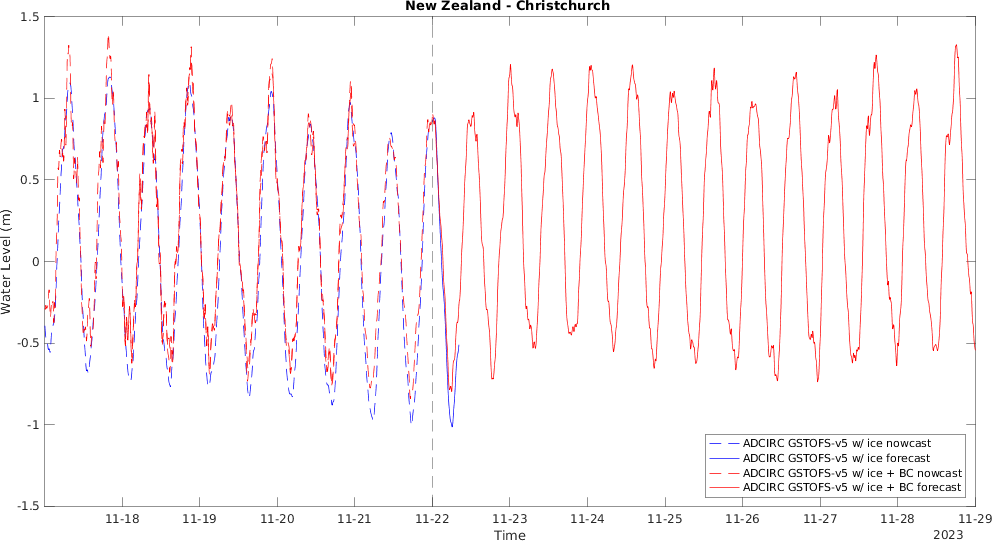 New Zealand - Christchurch
1.5
1
0.5
0
-0.5
-1
-1.5
Water Level (m)
11-18
11-19
11-20
11-21
11-22
11-23
11-24
11-25
11-26
11-27
11-28
11-29
Time
2023
ADCIRC GSTOFS-v5 w/ ice nowcast
ADCIRC GSTOFS-v5 w/ ice forecast
ADCIRC GSTOFS-v5 w/ ice + BC nowcast
ADCIRC GSTOFS-v5 w/ ice + BC forecast